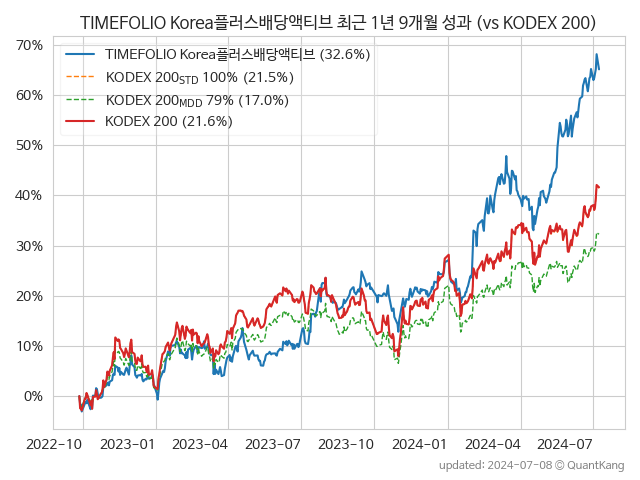 TIMEFOLIO Korea플러스배당액티브 최근 1년 9개월 성과 (vs KODEX 200)
70%
60%
50%
40%
30%
20%
10%
0%
TIMEFOLIO Korea플러스배당액티브 (32.6%)
KODEX 200STD 100% (21.5%)
KODEX 200MDD 79% (17.0%)
KODEX 200 (21.6%)
2022-10 2023-01 2023-04 2023-07 2023-10 2024-01 2024-04 2024-07
updated: 2024-07-08 © QuantKang